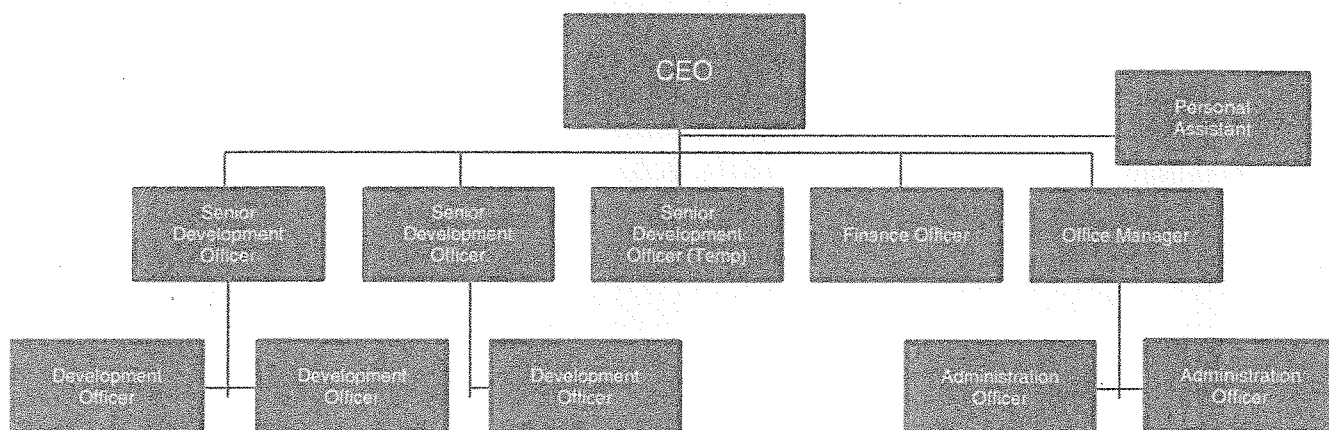 CEO
Personal
Assistant
Senior
Development
Officer
Senior
Development
Officer
Senior
Development
Officer (Temp)
Finance Officer
Office Manager
Development
Officer
Development
Officer
Development
Officer
Administration
Officer
Administration
Officer